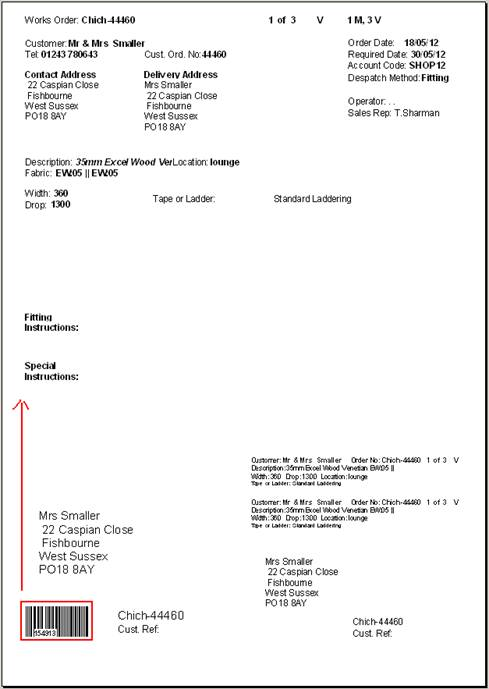 Works Order: Chich-44460 1 of 3 V 1 M, 3 V
Customer: Mr & Mrs Smaller Order Date: 18/05/12
Tel: 01243 780643 Cust. Ord. No: 44460 Required Date: 30/05/12
Account Code: SHOP12
Contact Address Delivery Address Despatch Method: Fitting
22 Caspian Close Mrs Smaller
Fishbourne 22 Caspian Close Operator: . .
West Sussex Fishbourne Sales Rep: T.Sharman
PO18 8AY West Sussex
PO18 8AY
Description: 35mm Excel Wood Ver Location: lounge
Fabric: EW05 || EW05
Width: 360 Tape or Ladder: Standard Laddering
Drop: 1300
Fitting
Instructions:
Special
Instructions:
Customer: Mr & Mrs Smaller Order No: Chich-44460 1 of 3 V
Description: 35mm Excel Wood Venetian EW05 ||
Width: 360 Drop: 1300 Location: lounge
Tape or Ladder: Standard Laddering
Customer: Mr & Mrs Smaller Order No: Chich-44460 1 of 3 V
Description: 35mm Excel Wood Venetian EW05 ||
Width: 360 Drop: 1300 Location: lounge
Tape or Ladder: Standard Laddering
Mrs Smaller
22 Caspian Close
Fishbourne
West Sussex
PO18 8AY
Mrs Smaller
22 Caspian Close
Fishbourne
West Sussex
PO18 8AY
154913
Chich-44460
Cust. Ref:
Chich-44460
Cust. Ref: